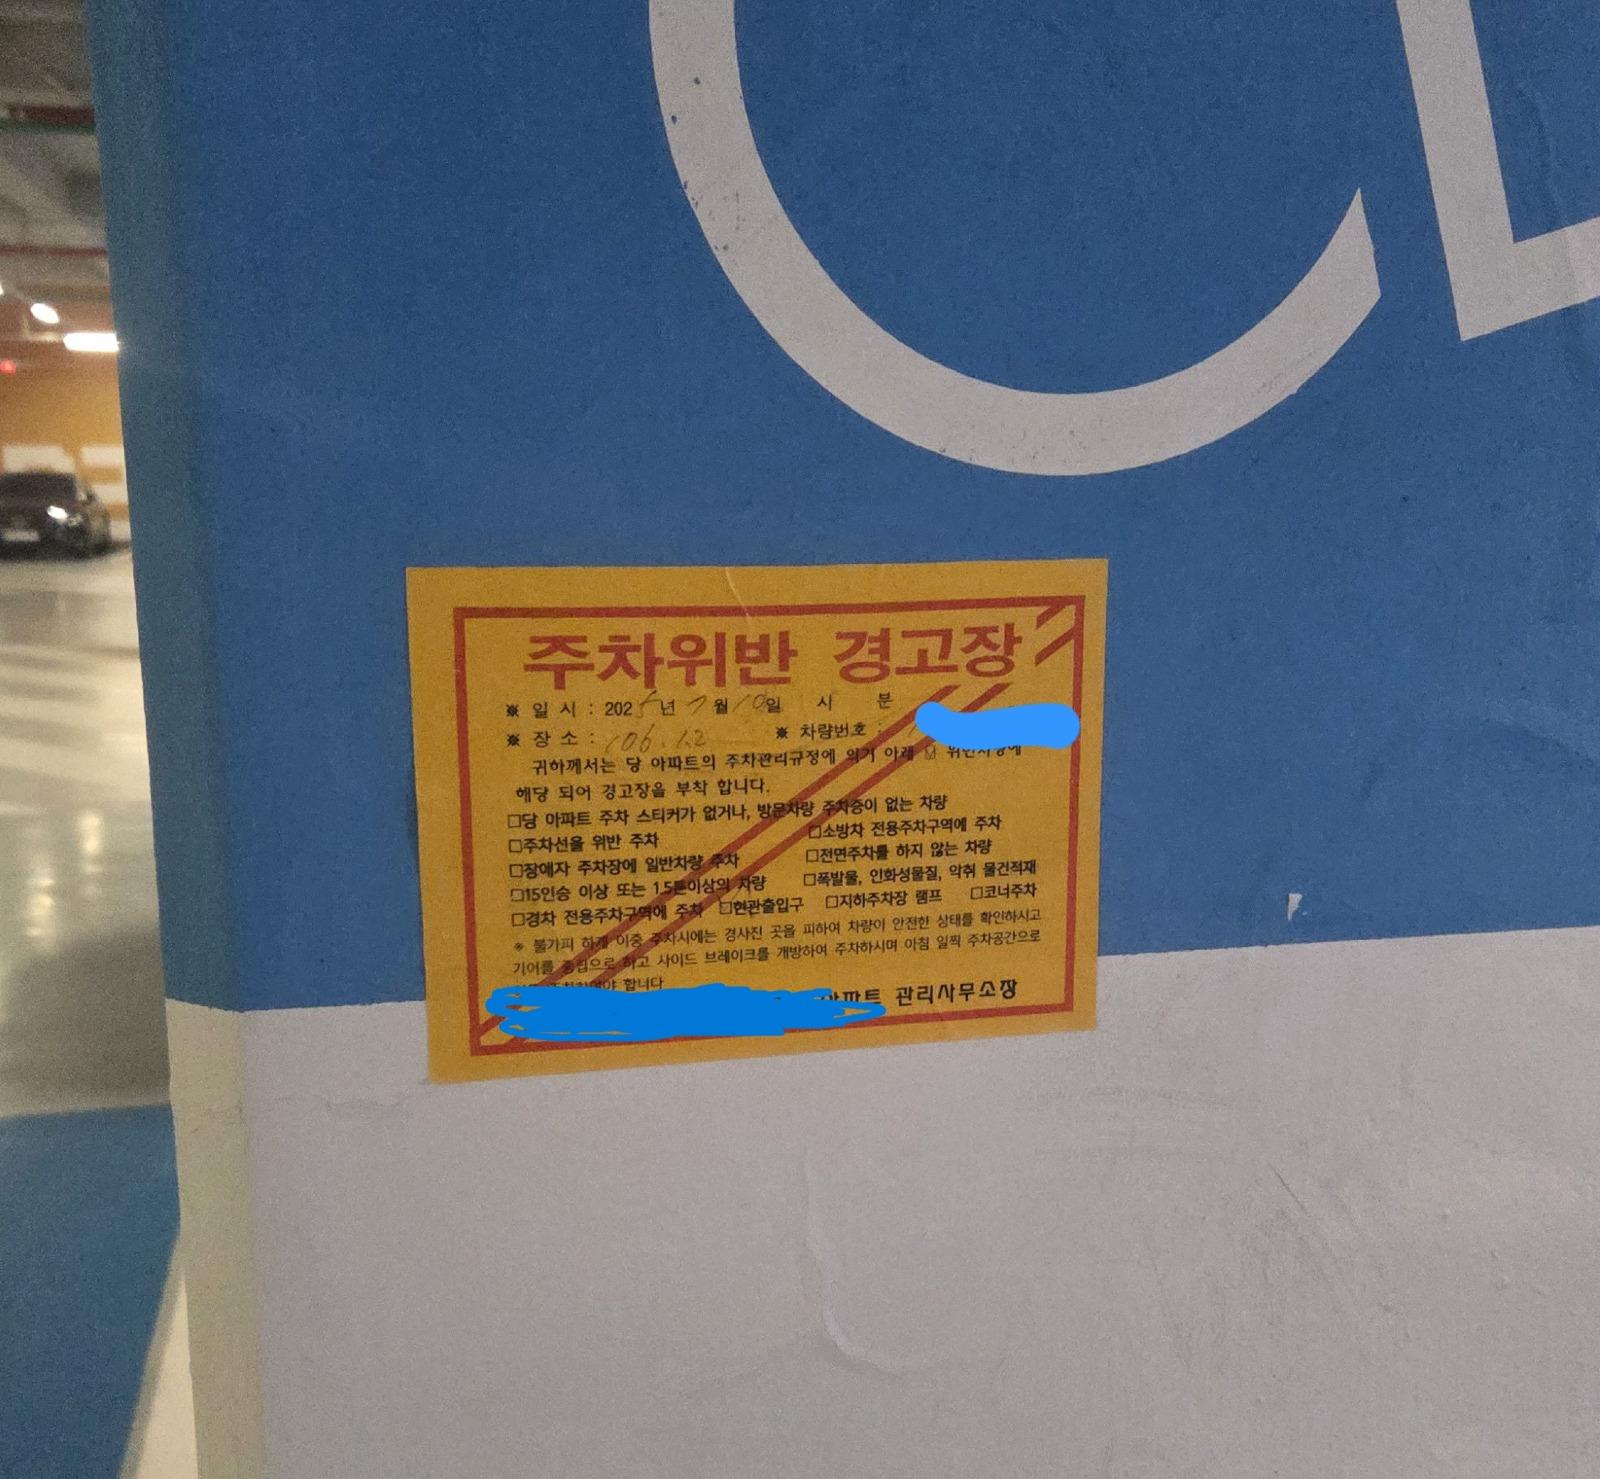 주차위반 경고장
※ 일 시 : 2025년 7월 10일 시 분
※ 장 소 : 106.1.2 ※ 차량번호 :
귀하께서는 당 아파트의 주차관리규정에 의거 아래 ☑ 위반사항에
해당 되어 경고장을 부착 합니다.
□당 아파트 주차 스티커가 없거나, 방문차량 주차증이 없는 차량
□주차선을 위반 주차 □소방차 전용주차구역에 주차
□장애자 주차장에 일반차량 주차 □전면주차를 하지 않는 차량
□15인승 이상 또는 1.5톤이상의 차량 □폭발물, 인화성물질, 악취 물건적재
□경차 전용주차구역에 주차 ☑현관출입구 □지하주차장 램프 □코너주차
※ 불가피 하게 이중 주차시에는 경사진 곳을 피하여 차량이 안전한 상태를 확인하시고
기어를 중립으로 하고 사이드 브레이크를 개방하여 주차하시며 아침 일찍 주차공간으로
합니다
아파트 관리사무소장